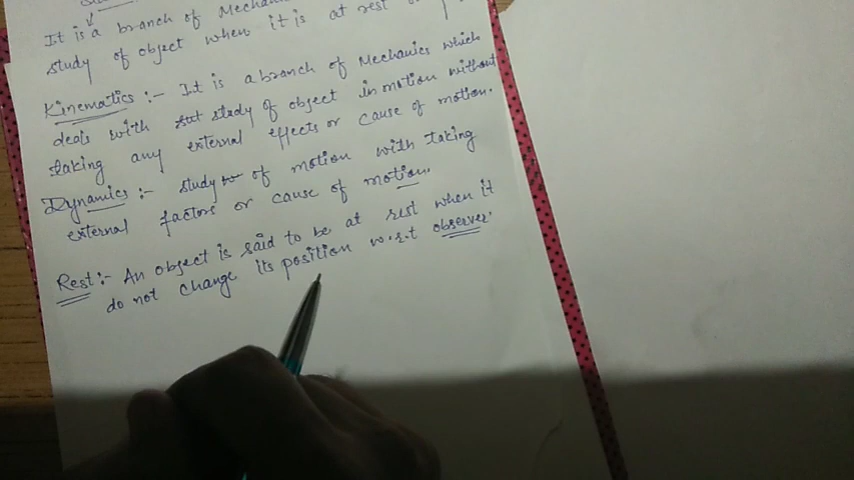 It is a branch of Mechan
study of object when it is at rest
Kinematics :- It is a branch of Mechanics which
deals with study of object in motion without
taking any external effects or cause of motion.
Dynamics :- study of motion with taking
external factors or cause of motion.
Rest :- An object is said to be at rest when it
do not change its position w.r.t observer.